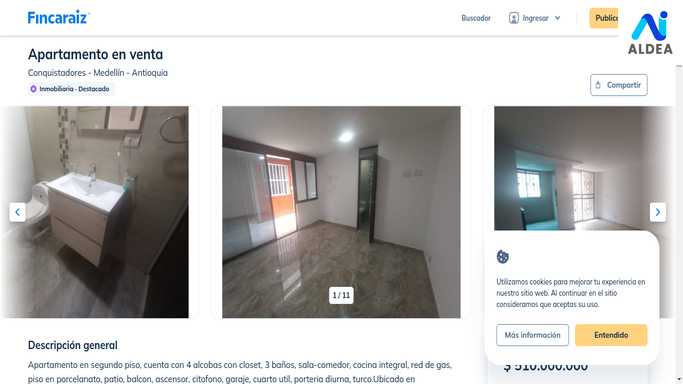 Fincaraiz
Buscador
Ingresar
Public
ALDEA
Apartamento en venta
Conquistadores - Medellín - Antioquia
Inmobiliaria - Destacado
Compartir
1 / 11
Utilizamos cookies para mejorar tu experiencia en
nuestro sitio web. Al continuar en el sitio
consideramos que aceptas su uso.
Más información
Entendido
Descripción general
$ 510.000.000
Apartamento en segundo piso, cuenta con 4 alcobas con closet, 3 baños, sala-comedor, cocina integral, red de gas,
piso en porcelanato, patio, balcon, ascensor, citofono, garaje, cuarto util, porteria diurna, turco.Ubicado en